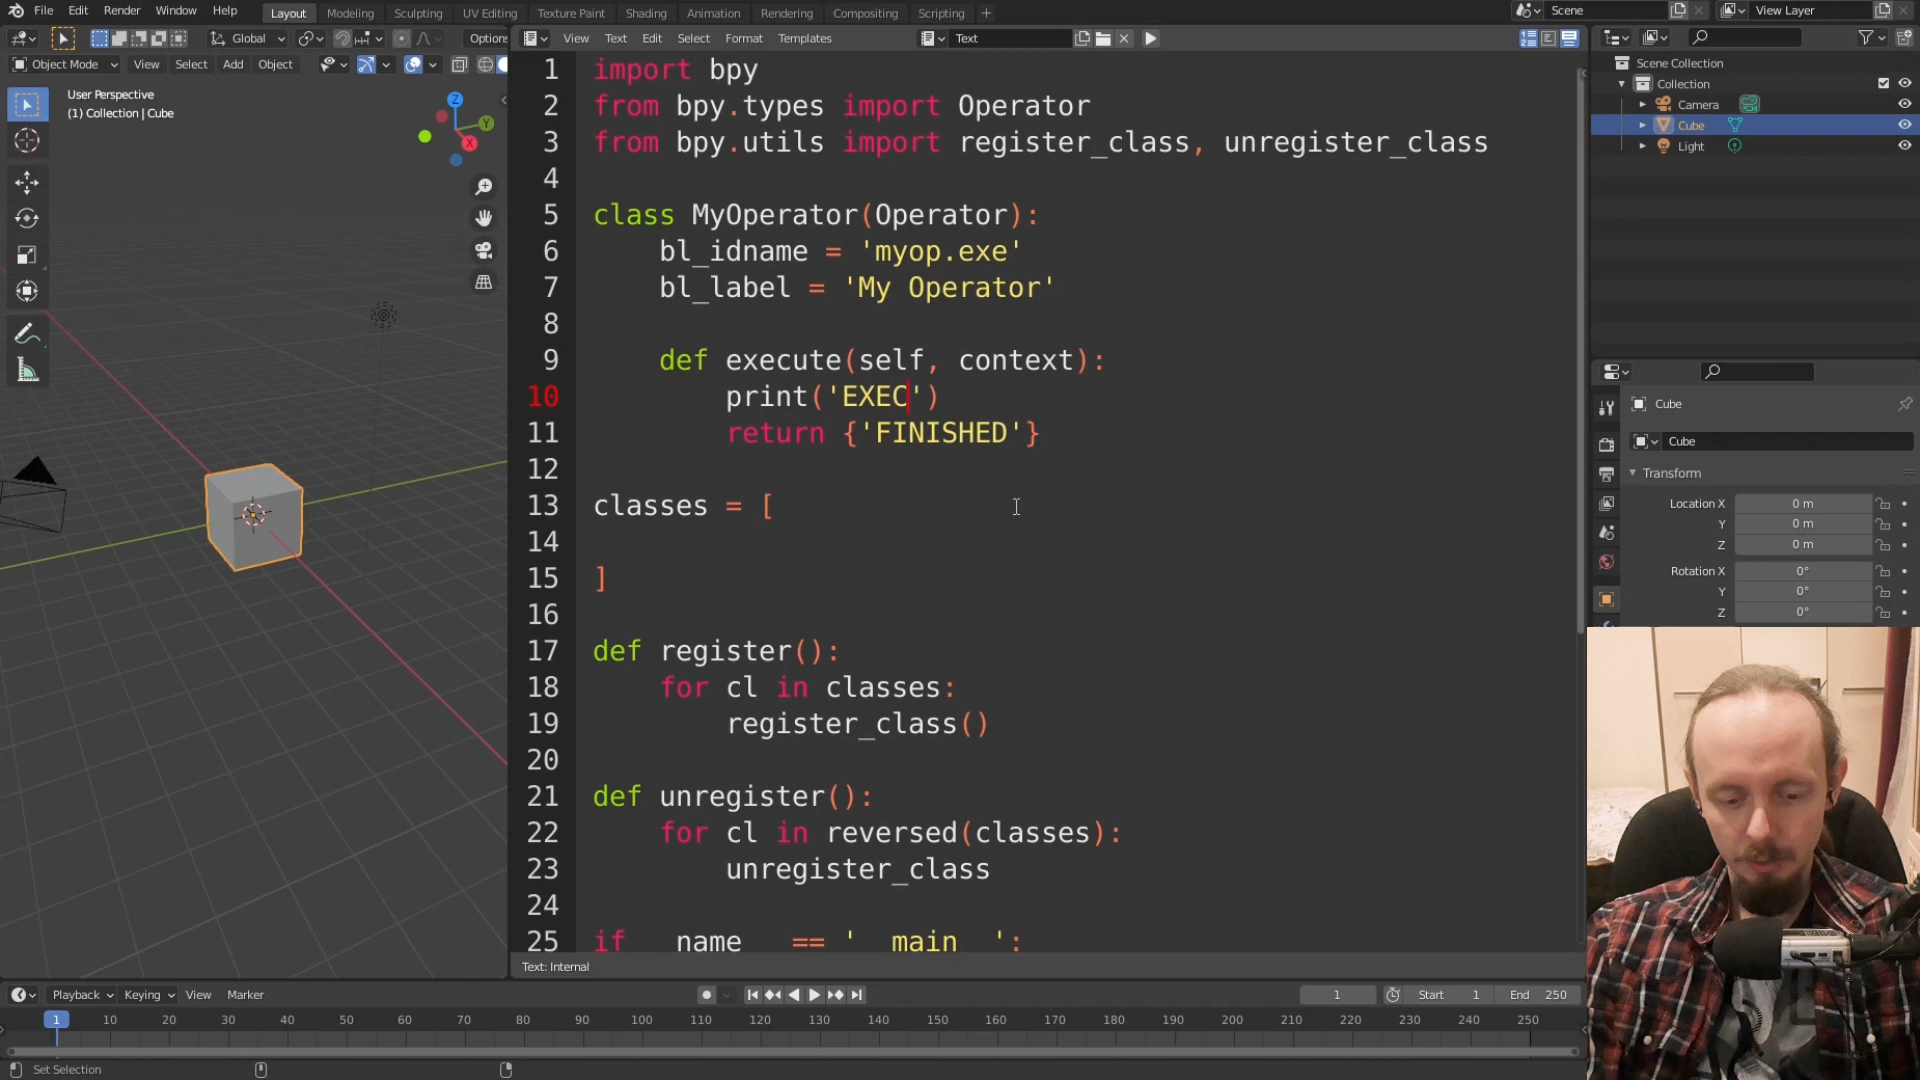 File Edit Render Window Help Layout Modeling Sculpting UV Editing Texture Paint Shading Animation Rendering Compositing Scripting + Scene View Layer
Global Options View Text Edit Select Format Templates Text
Object Mode View Select Add Object
User Perspective
(1) Collection | Cube
Z
Y
X
1 import bpy
2 from bpy.types import Operator
3 from bpy.utils import register_class, unregister_class
4
5 class MyOperator(Operator):
6 bl_idname = 'myop.exe'
7 bl_label = 'My Operator'
8
9 def execute(self, context):
10 print('EXEC')
11 return {'FINISHED'}
12
13 classes = [
14
15 ]
16
17 def register():
18 for cl in classes:
19 register_class()
20
21 def unregister():
22 for cl in reversed(classes):
23 unregister_class
24
25 if __name__ == '__main__':
Text: Internal
Scene Collection
Collection
Camera
Cube
Light
Cube
Cube
Transform
Location X 0 m
Y 0 m
Z 0 m
Rotation X 0°
Y 0°
Z 0°
Playback Keying View Marker 1 Start 1 End 250
1 10 20 30 40 50 60 70 80 90 100 110 120 130 140 150 160 170 180 190 200 210 220 230 240 250
Set Selection